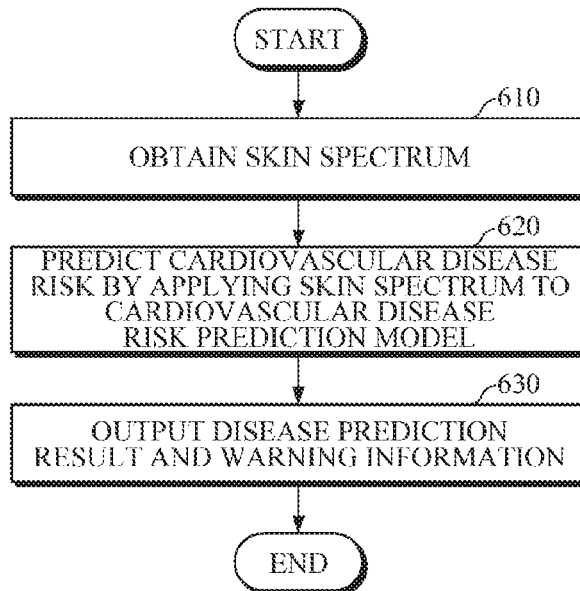 START
610
OBTAIN SKIN SPECTRUM
620
PREDICT CARDIOVASCULAR DISEASE
RISK BY APPLYING SKIN SPECTRUM TO
CARDIOVASCULAR DISEASE
RISK PREDICTION MODEL
630
OUTPUT DISEASE PREDICTION
RESULT AND WARNING INFORMATION
END